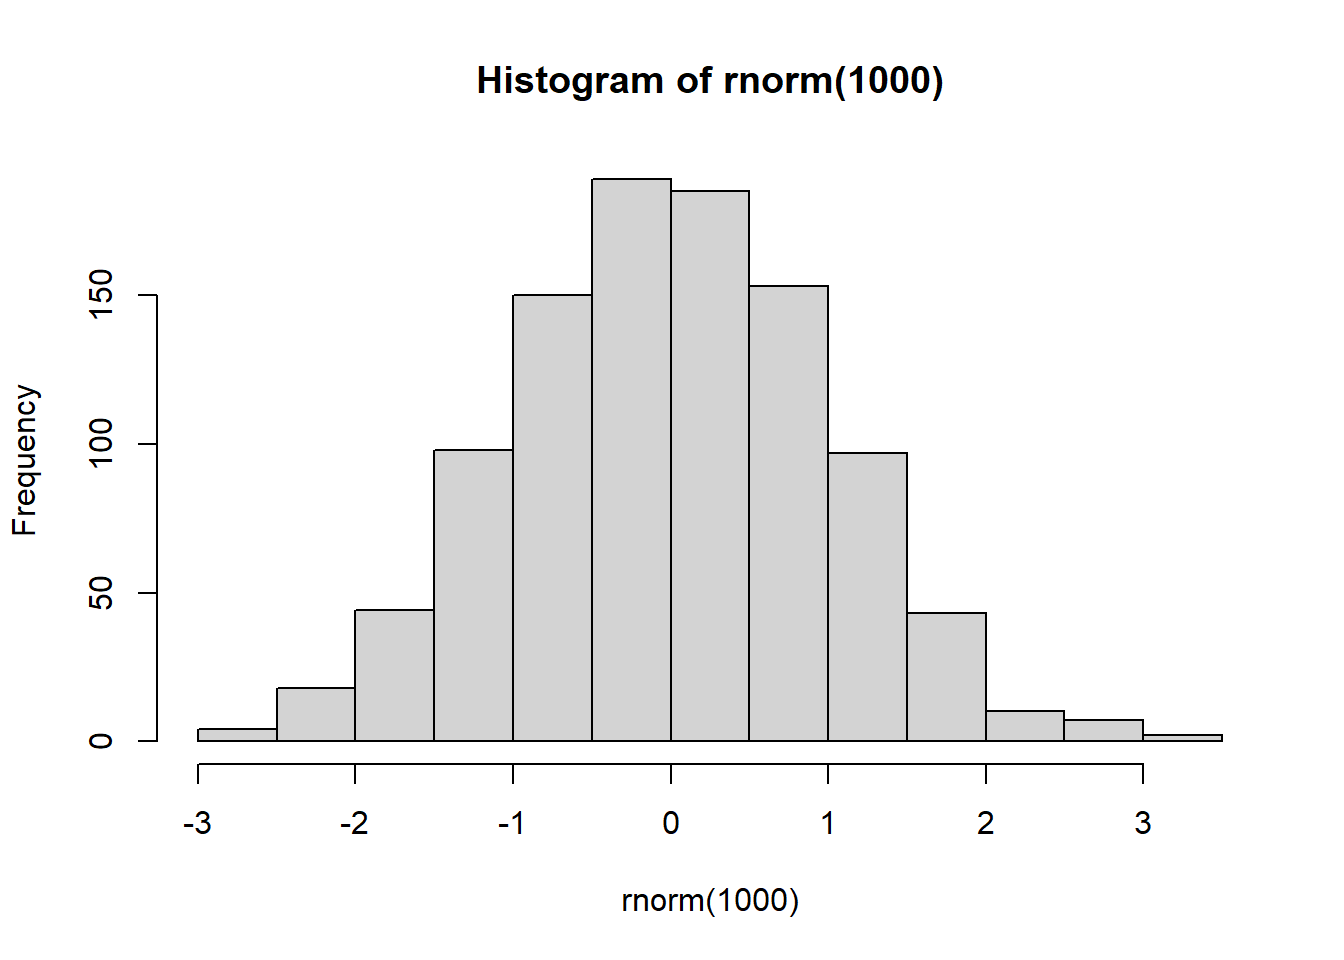 Histogram of rnorm(1000)
Frequency
150
100
50
0
-3 -2 -1 0 1 2 3
rnorm(1000)